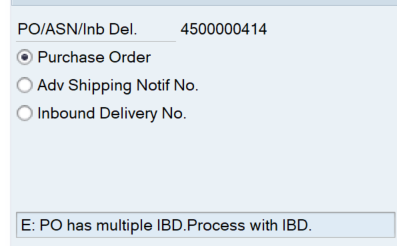 PO/ASN/Inb Del. 4500000414
Purchase Order
Adv Shipping Notif No.
Inbound Delivery No.
E: PO has multiple IBD.Process with IBD.